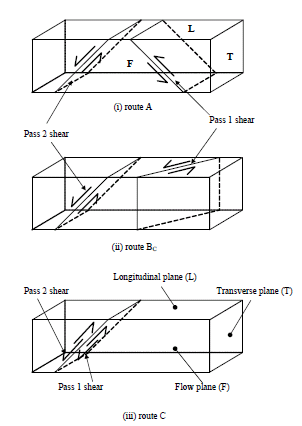 L
F
T
(i) route A
Pass 2 shear
Pass 1 shear
(ii) route BC
Longitudinal plane (L)
Pass 2 shear
Transverse plane (T)
Pass 1 shear
Flow plane (F)
(iii) route C